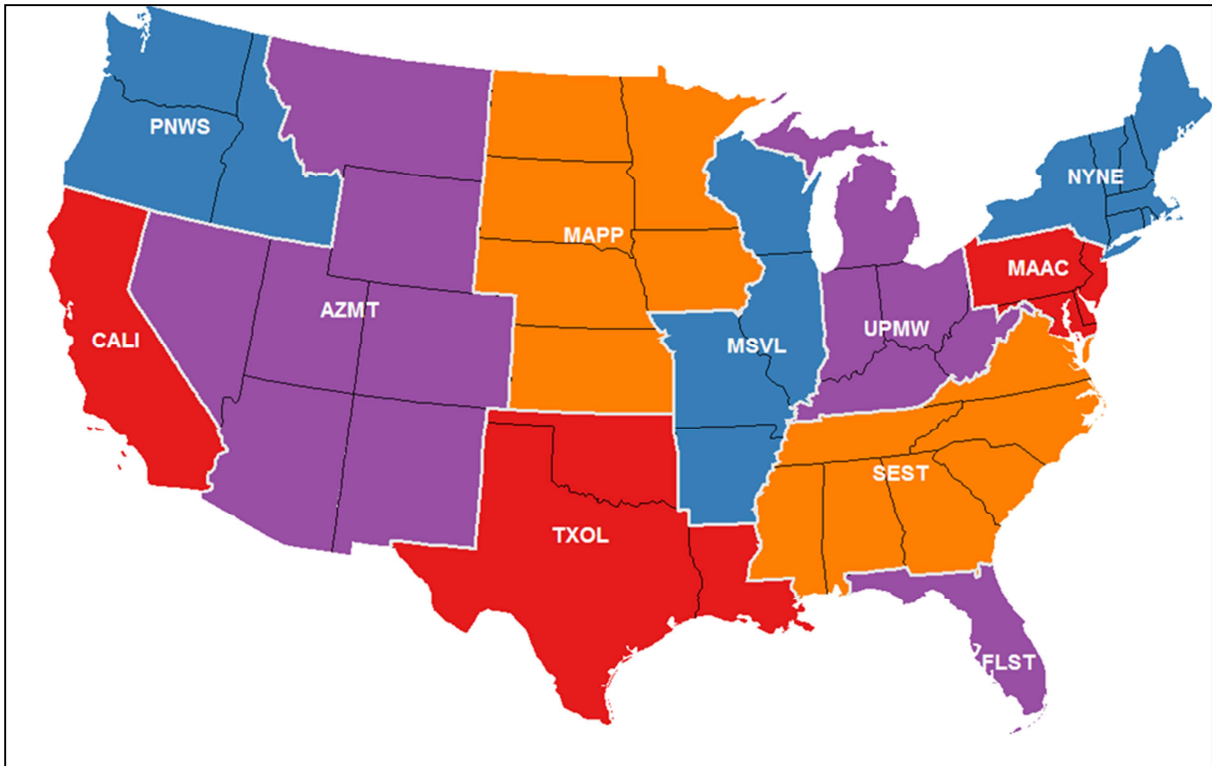 PNWS
NYNE
MAPP
MAAC
AZMT
UPMW
CALI
MSVL
SEST
TXOL
FLST